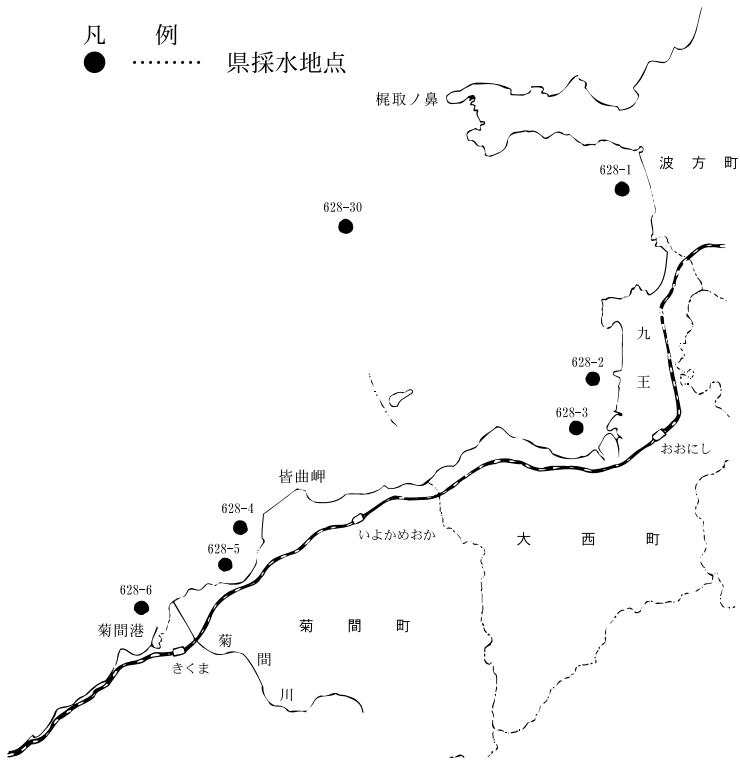 凡 例
● ………… 県採水地点
梶取ノ鼻
波方町
628-1
628-30
九王
628-2
628-3
おおにし
皆曲岬
628-4
いよかめおか
大西町
628-5
628-6
菊間港
菊間町
きくま
菊間川